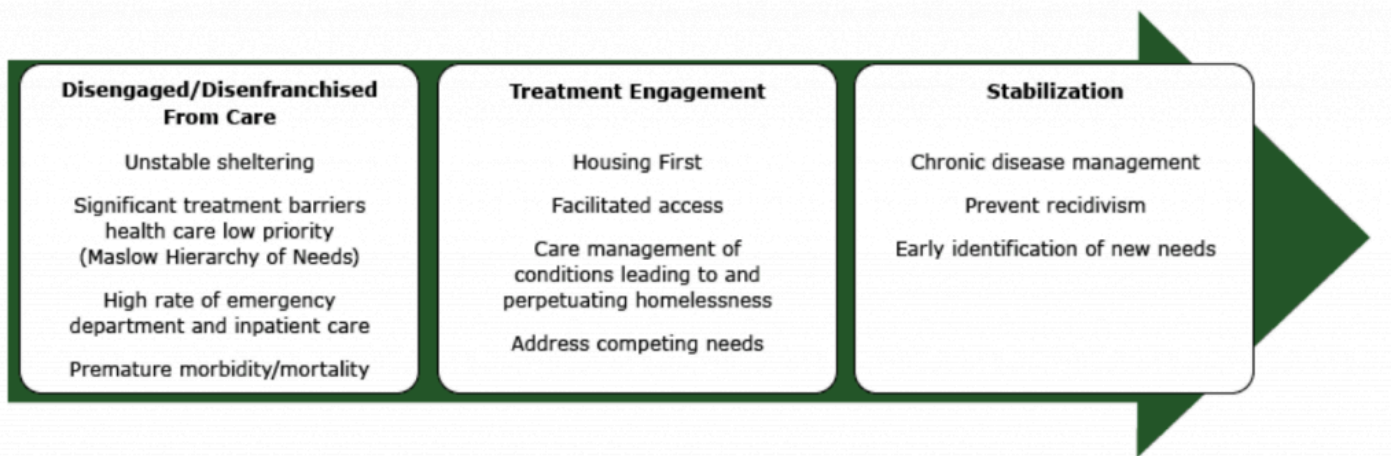 Disengaged/Disenfranchised
From Care
Unstable sheltering
Significant treatment barriers
health care low priority
(Maslow Hierarchy of Needs)
High rate of emergency
department and inpatient care
Premature morbidity/mortality
Treatment Engagement
Housing First
Facilitated access
Care management of
conditions leading to and
perpetuating homelessness
Address competing needs
Stabilization
Chronic disease management
Prevent recidivism
Early identification of new needs